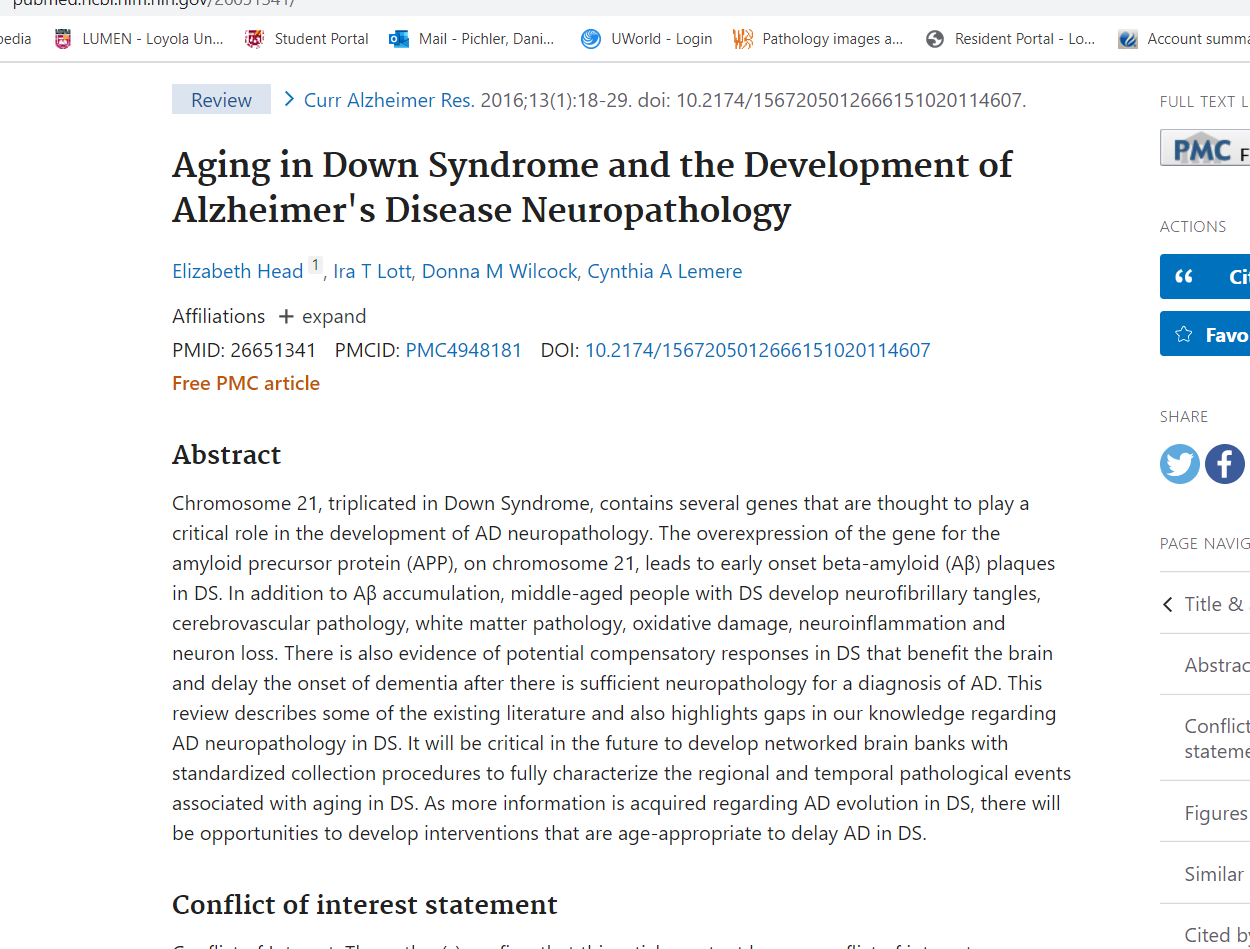 pubmed.ncbi.nlm.nih.gov/26651341/
pedia LUMEN - Loyola Un... Student Portal Mail - Pichler, Dani... UWorld - Login Pathology images a... Resident Portal - Lo... Account summa
Review Curr Alzheimer Res. 2016;13(1):18-29. doi: 10.2174/1567205012666151020114607.
FULL TEXT L
PMC F
Aging in Down Syndrome and the Development of
Alzheimer's Disease Neuropathology
Elizabeth Head 1, Ira T Lott, Donna M Wilcock, Cynthia A Lemere
Affiliations + expand
PMID: 26651341 PMCID: PMC4948181 DOI: 10.2174/1567205012666151020114607
Free PMC article
ACTIONS
Ci
Favo
SHARE
Abstract
Chromosome 21, triplicated in Down Syndrome, contains several genes that are thought to play a
critical role in the development of AD neuropathology. The overexpression of the gene for the
amyloid precursor protein (APP), on chromosome 21, leads to early onset beta-amyloid (Aβ) plaques
in DS. In addition to Aβ accumulation, middle-aged people with DS develop neurofibrillary tangles,
cerebrovascular pathology, white matter pathology, oxidative damage, neuroinflammation and
neuron loss. There is also evidence of potential compensatory responses in DS that benefit the brain
and delay the onset of dementia after there is sufficient neuropathology for a diagnosis of AD. This
review describes some of the existing literature and also highlights gaps in our knowledge regarding
AD neuropathology in DS. It will be critical in the future to develop networked brain banks with
standardized collection procedures to fully characterize the regional and temporal pathological events
associated with aging in DS. As more information is acquired regarding AD evolution in DS, there will
be opportunities to develop interventions that are age-appropriate to delay AD in DS.
PAGE NAVIG
Title &
Abstrac
Conflict
stateme
Figures
Similar
Cited by
Conflict of interest statement